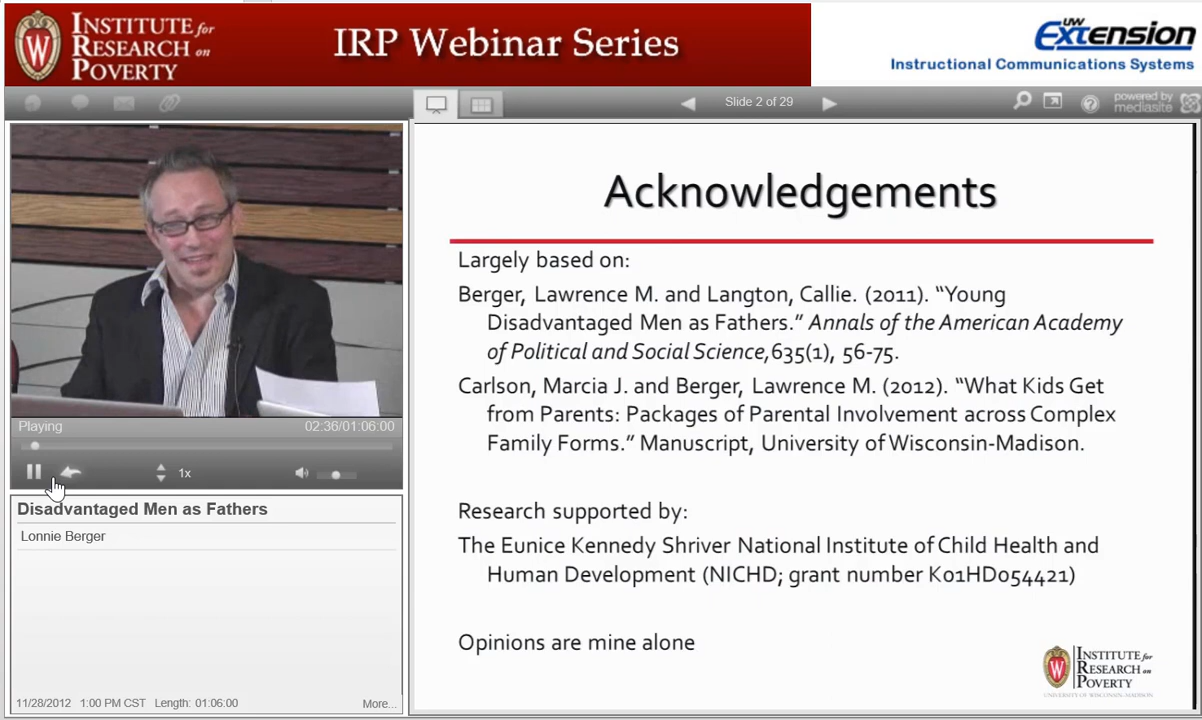 INSTITUTE for
RESEARCH on
POVERTY
IRP Webinar Series
UW
Extension
Instructional Communications Systems
Slide 2 of 29
powered by
mediasite
Playing
02:36/01:06:00
1x
Disadvantaged Men as Fathers
Lonnie Berger
11/28/2012 1:00 PM CST Length: 01:06:00
More...
Acknowledgements
Largely based on:
Berger, Lawrence M. and Langton, Callie. (2011). “Young
Disadvantaged Men as Fathers.” Annals of the American Academy
of Political and Social Science,635(1), 56-75.
Carlson, Marcia J. and Berger, Lawrence M. (2012). “What Kids Get
from Parents: Packages of Parental Involvement across Complex
Family Forms.” Manuscript, University of Wisconsin-Madison.
Research supported by:
The Eunice Kennedy Shriver National Institute of Child Health and
Human Development (NICHD; grant number K01HD054421)
Opinions are mine alone
INSTITUTE for
RESEARCH on
POVERTY
UNIVERSITY OF WISCONSIN-MADISON